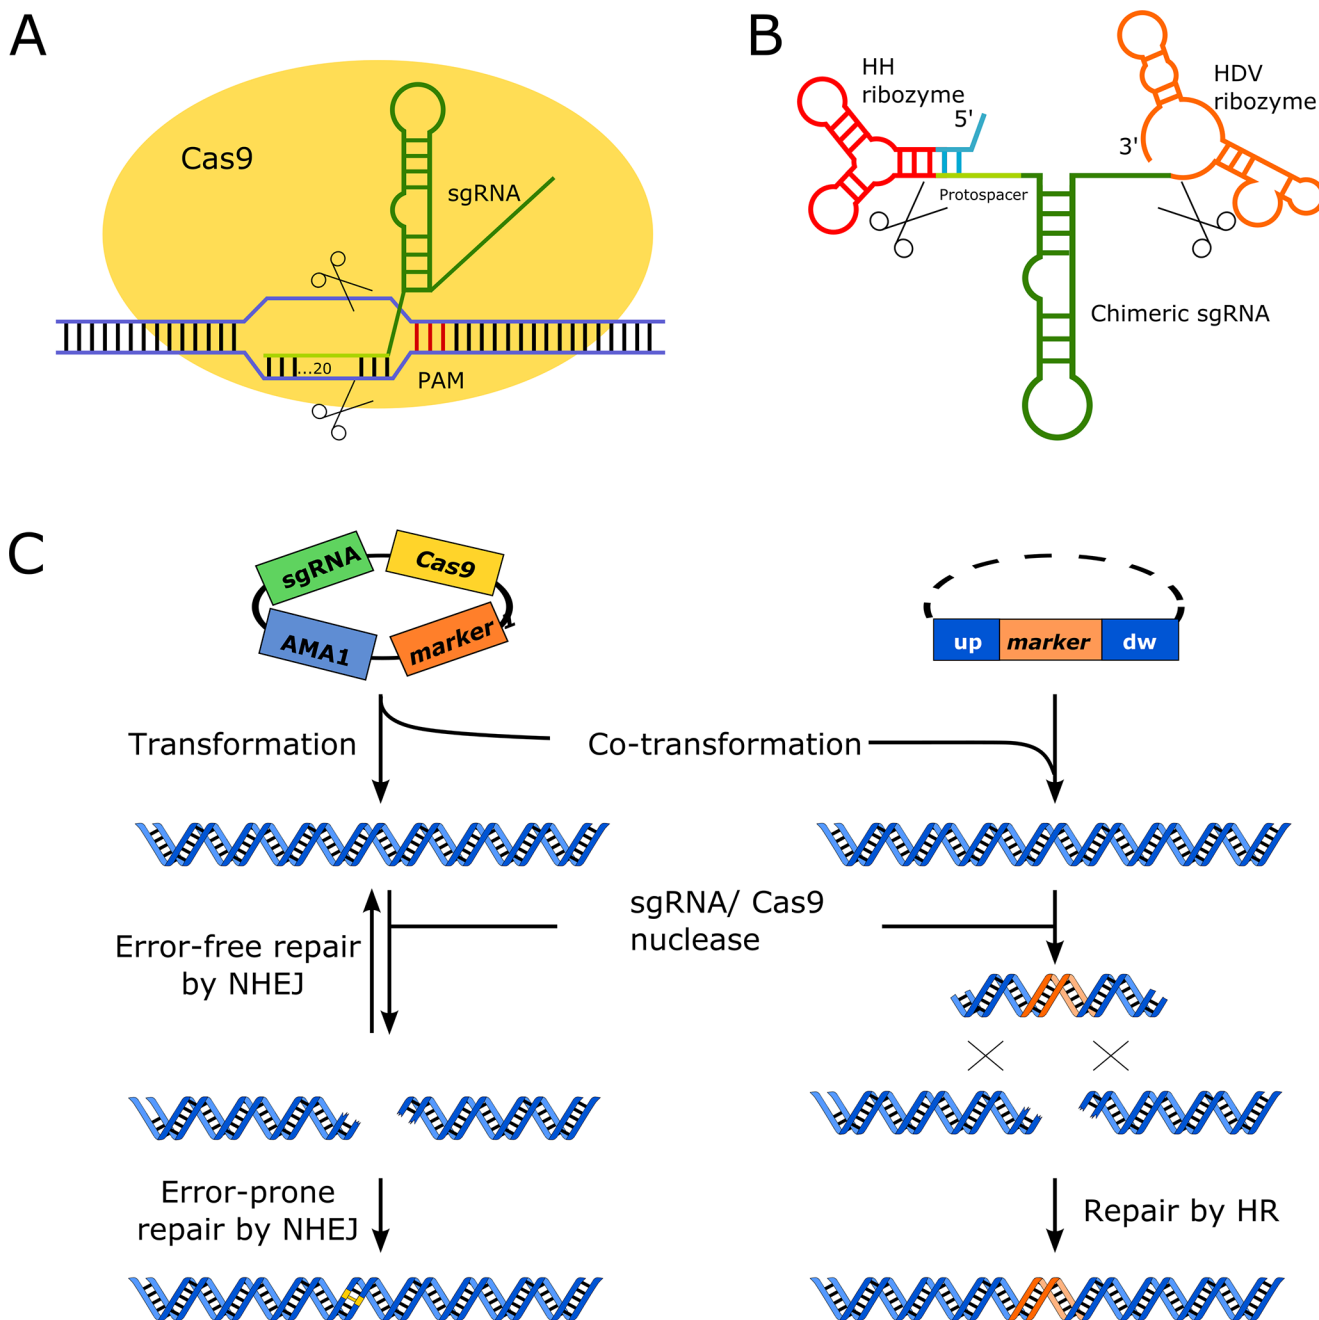 A
Cas9
sgRNA
...20
PAM
B
HH
ribozyme
5'
HDV
ribozyme
3'
Protospacer
Chimeric sgRNA
C
sgRNA
Cas9
AMA1
marker 1
up
marker
dw
Transformation
Co-transformation
sgRNA/ Cas9
nuclease
Error-free repair
by NHEJ
Error-prone
repair by NHEJ
Repair by HR